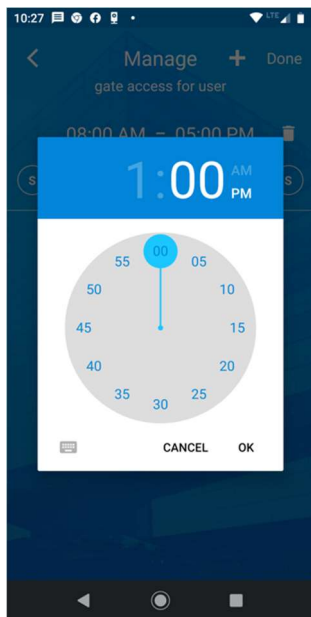 10:27 LTE
Manage + Done
gate access for user
08:00 AM – 05:00 PM
S S
1:00 AM
PM
00
55 05
50 10
45 15
40 20
35 25
30
CANCEL OK